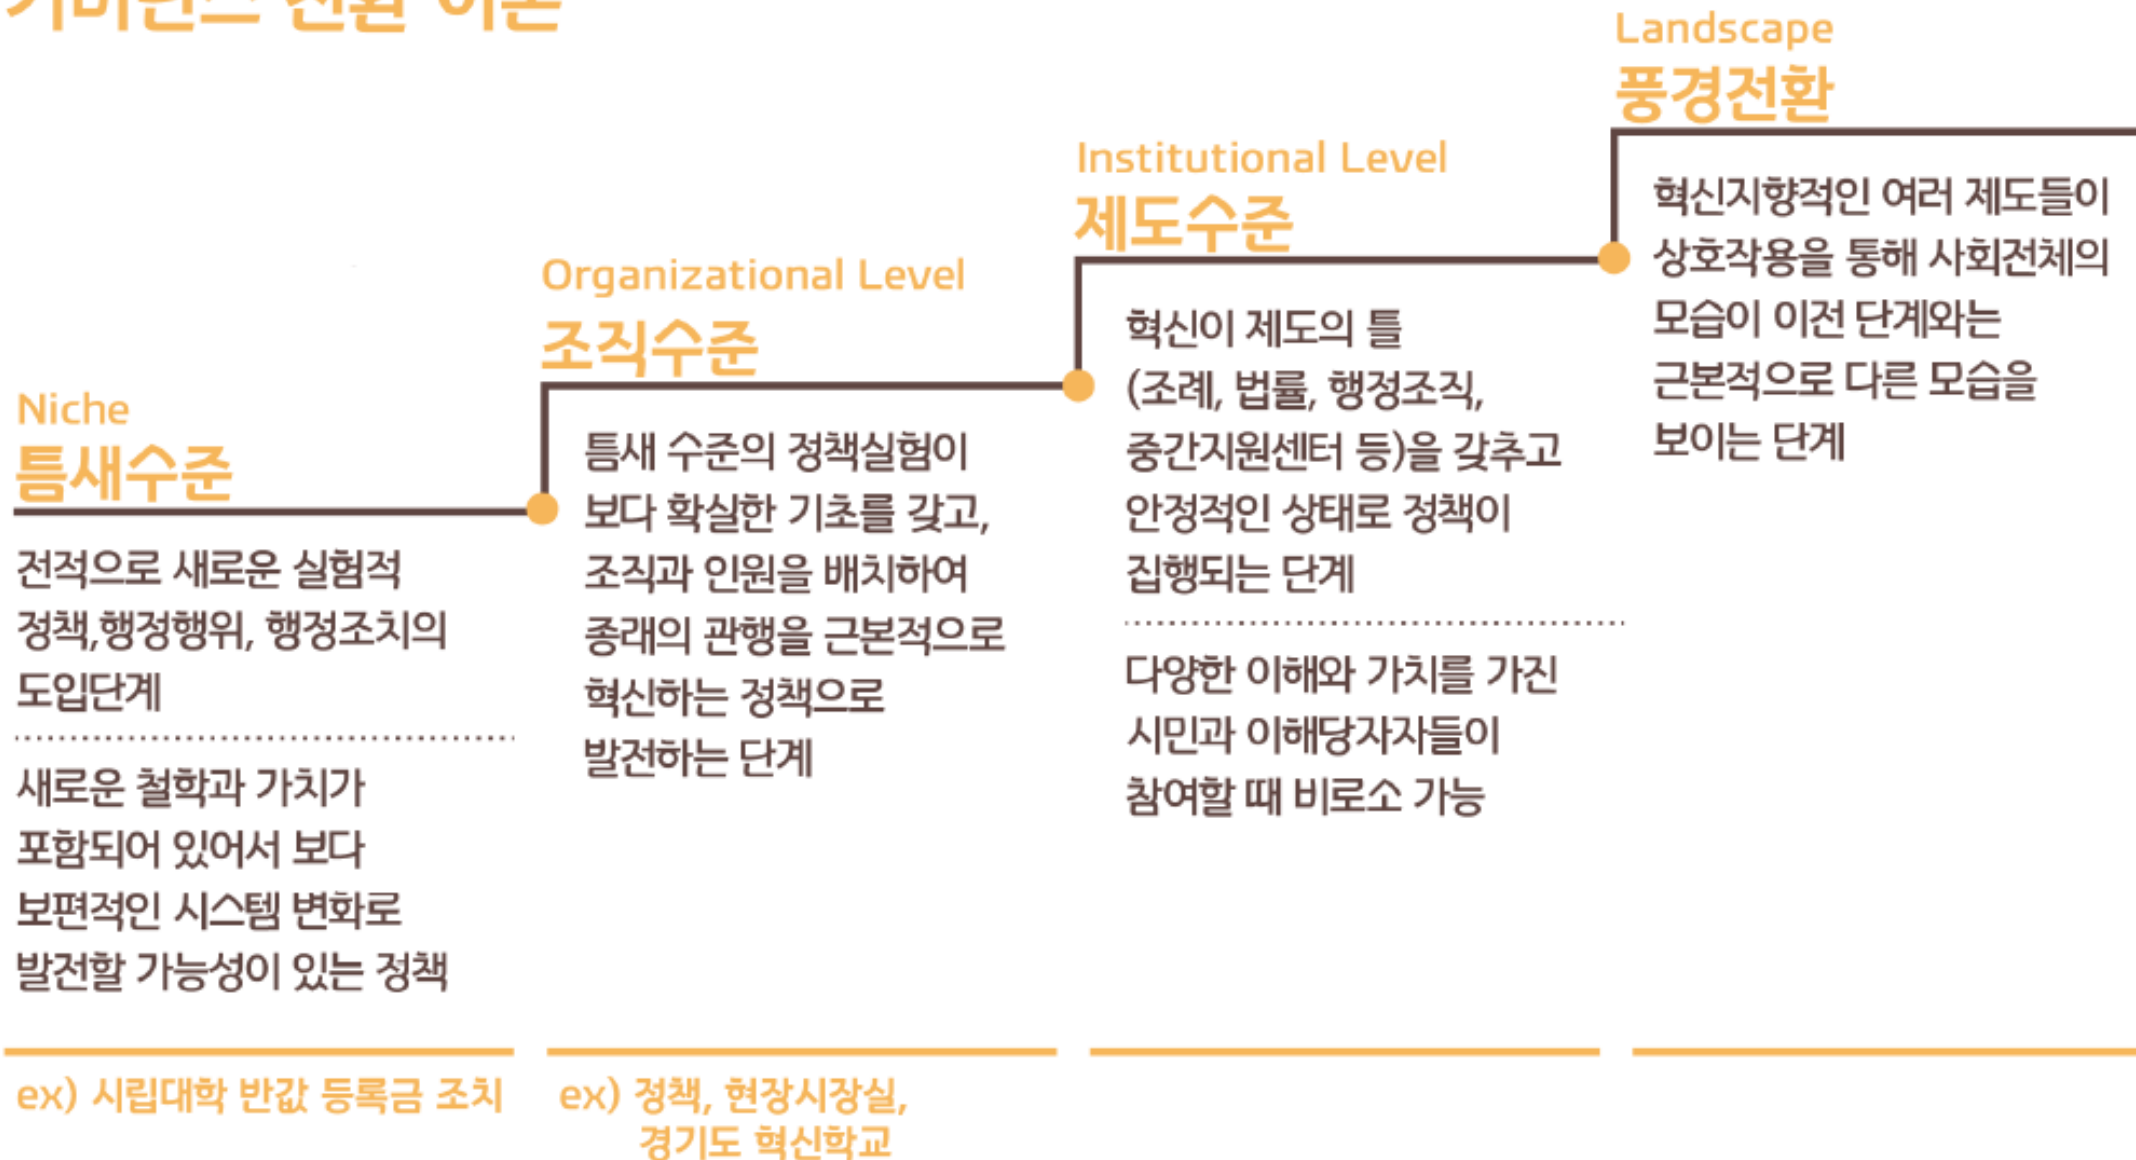 거버넌스 전환 이론
Niche
틈새수준
전적으로 새로운 실험적
정책,행정행위, 행정조치의
도입단계
새로운 철학과 가치가
포함되어 있어서 보다
보편적인 시스템 변화로
발전할 가능성이 있는 정책
ex) 시립대학 반값 등록금 조치
Organizational Level
조직수준
틈새 수준의 정책실험이
보다 확실한 기초를 갖고,
조직과 인원을 배치하여
종래의 관행을 근본적으로
혁신하는 정책으로
발전하는 단계
ex) 정책, 현장시장실,
경기도 혁신학교
Institutional Level
제도수준
혁신이 제도의 틀
(조례, 법률, 행정조직,
중간지원센터 등)을 갖추고
안정적인 상태로 정책이
집행되는 단계
다양한 이해와 가치를 가진
시민과 이해당자자들이
참여할 때 비로소 가능
Landscape
풍경전환
혁신지향적인 여러 제도들이
상호작용을 통해 사회전체의
모습이 이전 단계와는
근본적으로 다른 모습을
보이는 단계